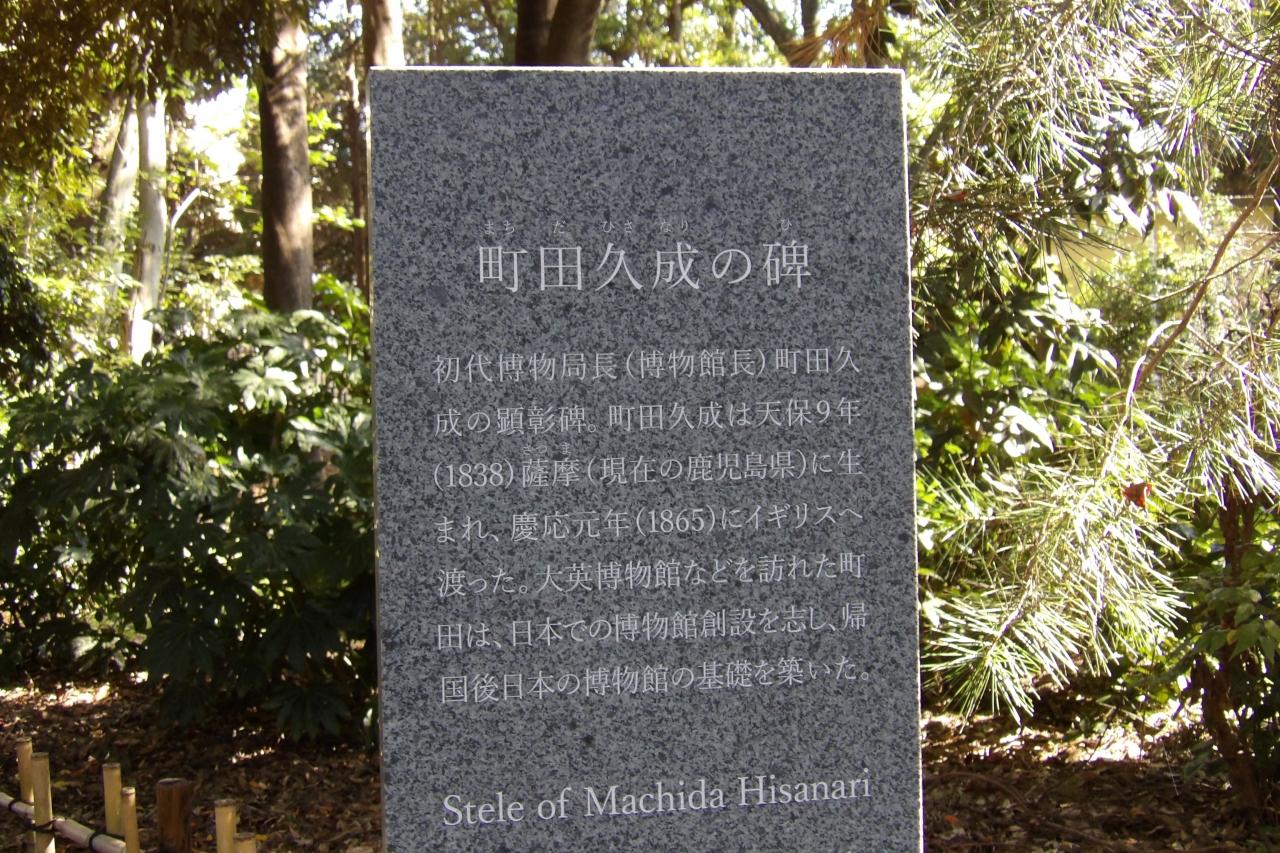 まち だ ひさ なり ひ
町田久成の碑
初代博物局長(博物館長)町田久
成の顕彰碑。町田久成は天保9年
さつ ま
(1838)薩摩(現在の鹿児島県)に生
まれ、慶応元年(1865)にイギリスへ
渡った。大英博物館などを訪れた町
田は、日本での博物館創設を志し、帰
国後日本の博物館の基礎を築いた。
Stele of Machida Hisanari